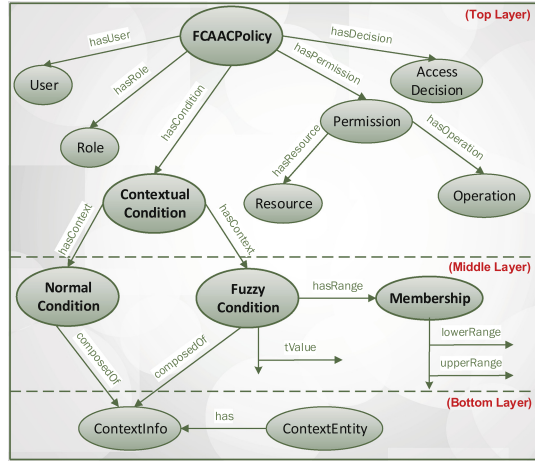 (Top Layer)
FCAACPolicy
hasUser
hasDecision
hasRole
hasPermission
User
Access
Decision
hasCondition
Permission
Role
hasResource
hasOperation
Contextual
Condition
Resource
Operation
hasContext
hasContext
(Middle Layer)
Normal
Condition
Fuzzy
Condition
hasRange
Membership
composedOf
composedOf
tValue
lowerRange
upperRange
(Bottom Layer)
ContextInfo
has
ContextEntity